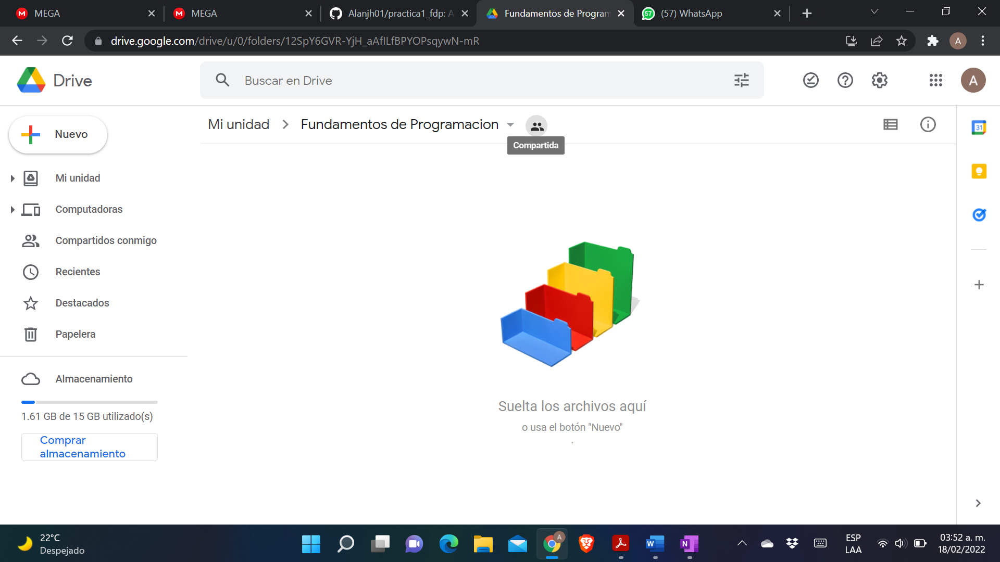 MEGA
MEGA
Alanjh01/practica1_fdp: A
Fundamentos de Program
57
(57) WhatsApp
drive.google.com/drive/u/0/folders/12SpY6GVR-YjH_aAfILfBPYOPsqywN-mR
A
Drive
Buscar en Drive
A
Nuevo
Mi unidad
Fundamentos de Programacion
Compartida
31
Mi unidad
Computadoras
Compartidos conmigo
Recientes
Destacados
Papelera
Almacenamiento
1.61 GB de 15 GB utilizado(s)
Comprar
almacenamiento
Suelta los archivos aquí
o usa el botón "Nuevo"
.
22°C
Despejado
A
W
N
ESP
LAA
03:52 a. m.
18/02/2022